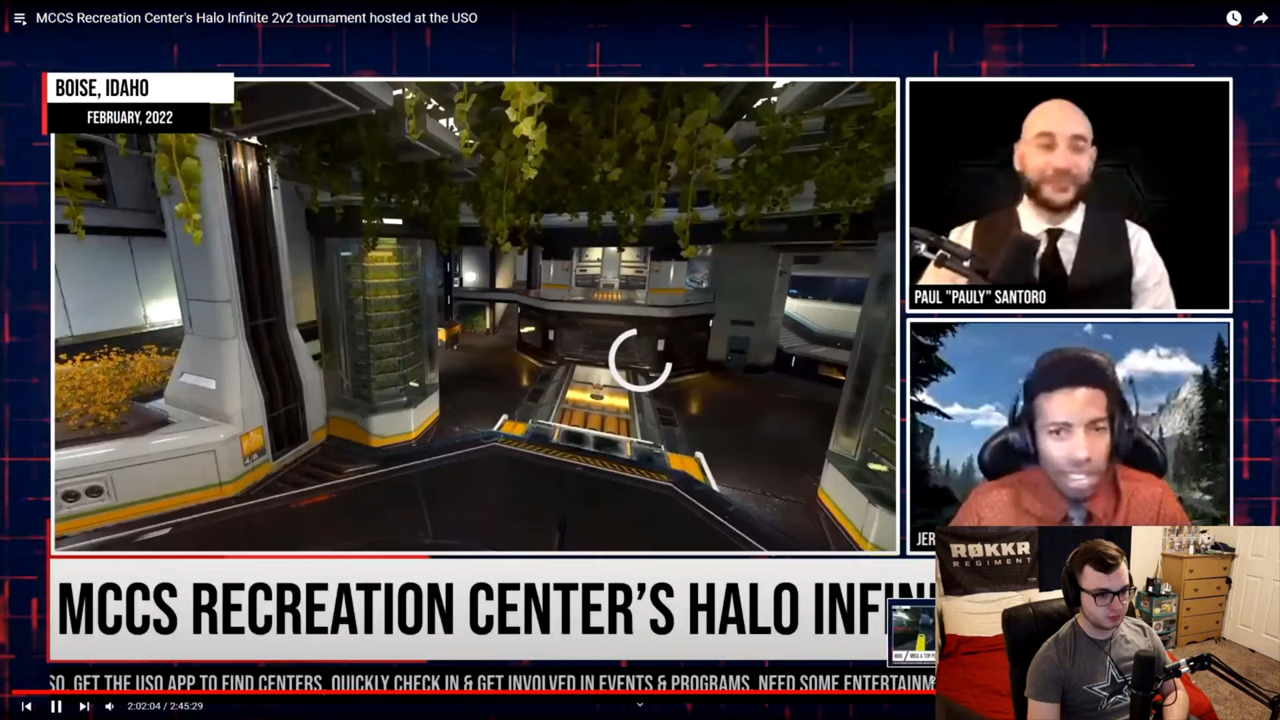 MCCS Recreation Center's Halo Infinite 2v2 tournament hosted at the USO
BOISE, IDAHO
FEBRUARY, 2022
PAUL "PAULY" SANTORO
JER
RØKKR
REGIMENT
MCCS RECREATION CENTER'S HALO INFIN
SO. GET THE USO APP TO FIND CENTERS, QUICKLY CHECK IN & GET INVOLVED IN EVENTS & PROGRAMS. NEED SOME ENTERTAINM
2:02:04 / 2:45:29